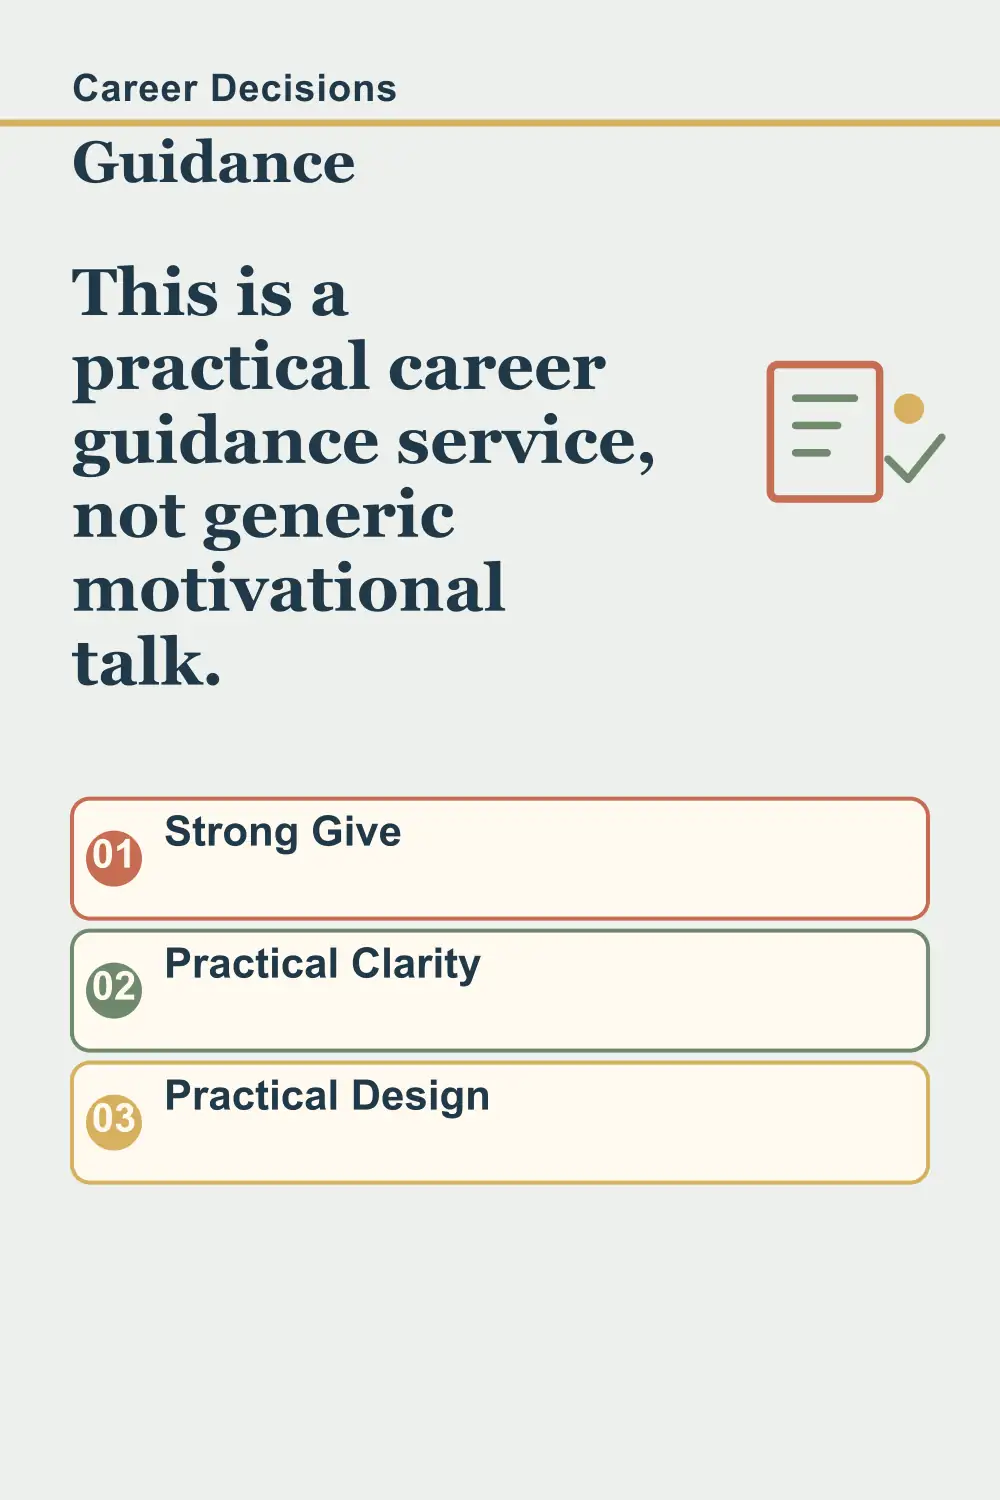 Career Decisions
Guidance
This is a
practical career
guidance service,
not generic
motivational
talk.
01 Strong Give
02 Practical Clarity
03 Practical Design